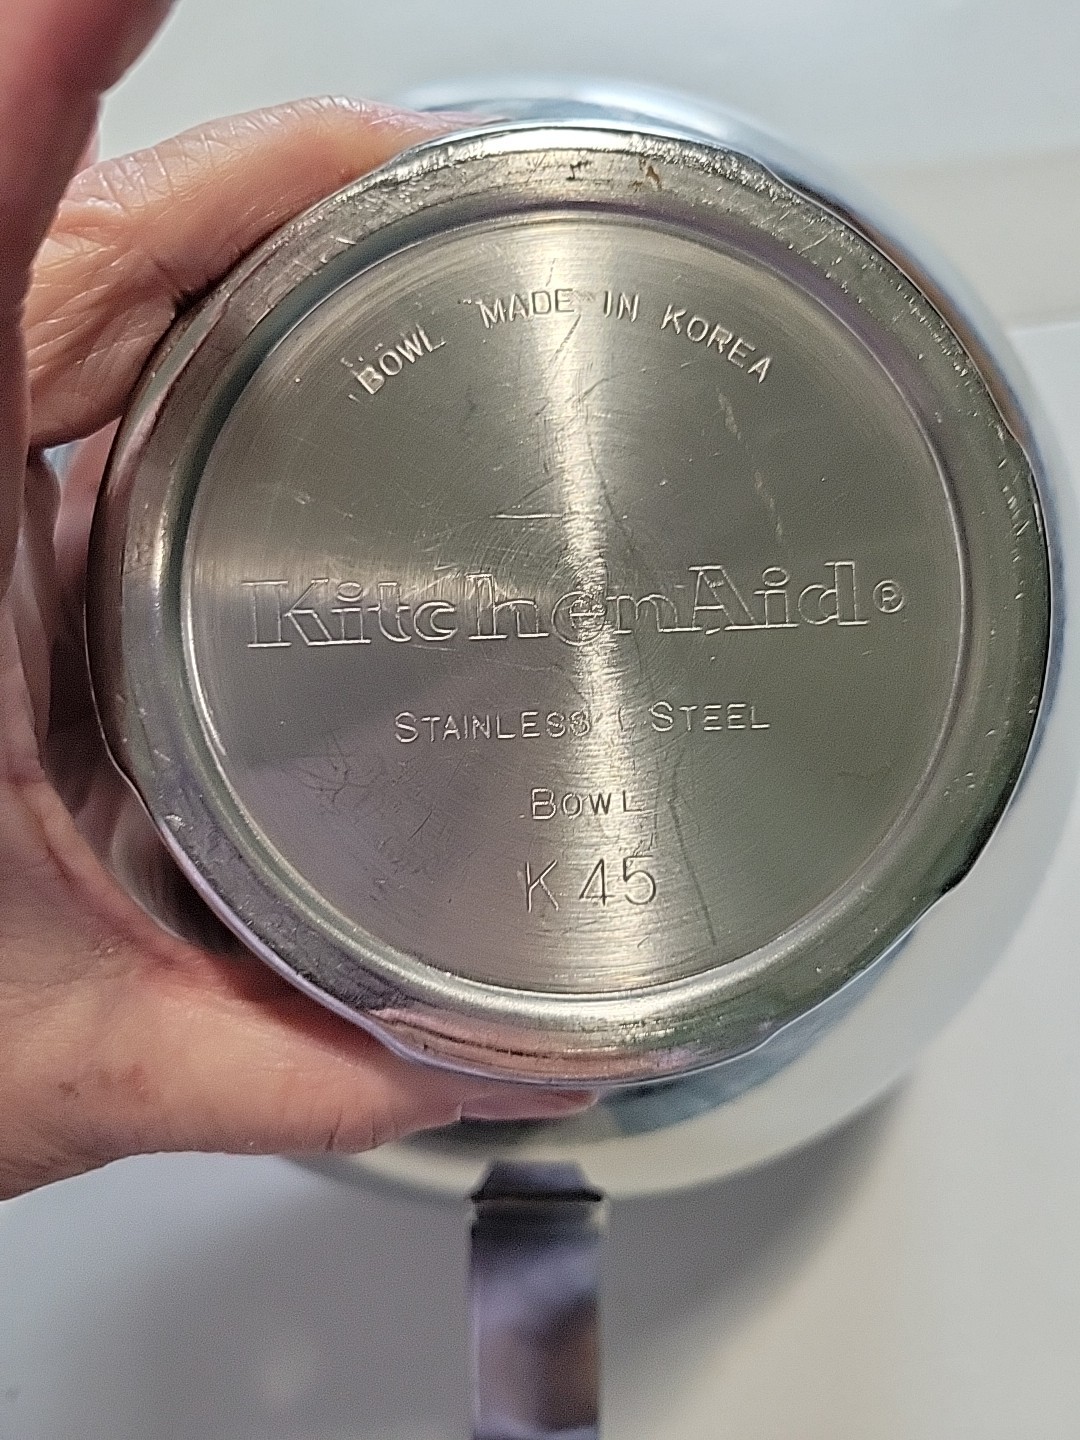 BOWL MADE IN KOREA
KitchenAid®
STAINLESS STEEL
BOWL
K45